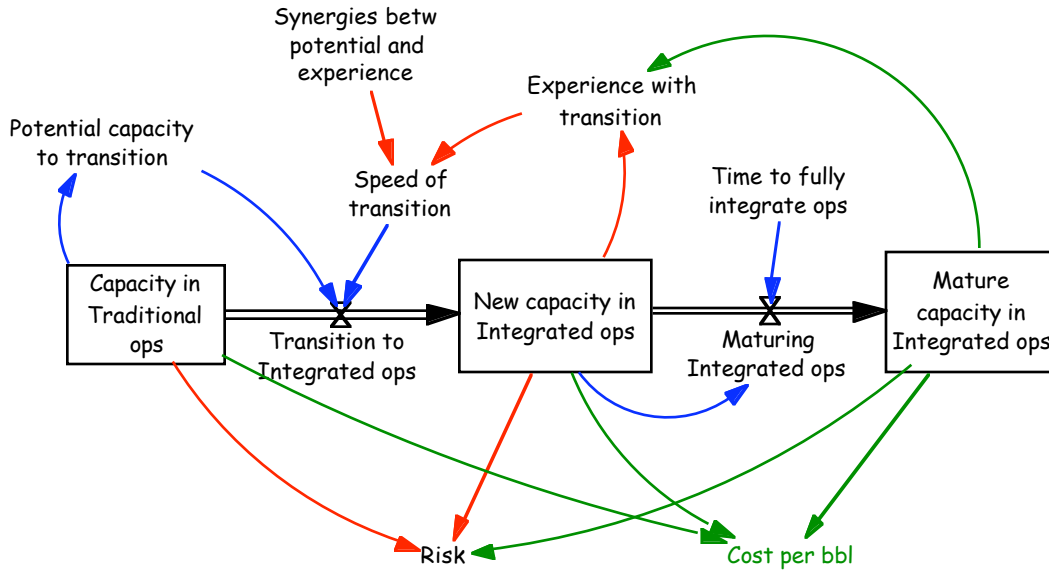 Synergies betw
potential and
experience
Experience with
transition
Potential capacity
to transition
Speed of
transition
Time to fully
integrate ops
Capacity in
Traditional
ops
New capacity in
Integrated ops
Mature
capacity in
Integrated ops
Transition to
Integrated ops
Maturing
Integrated ops
Risk
Cost per bbl